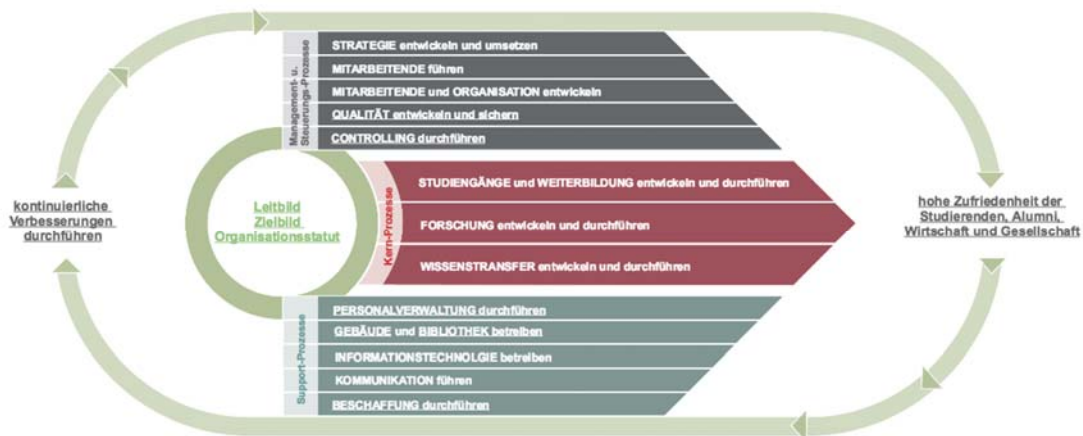 Management- u.
Steuerungs-Prozesse
STRATEGIE entwickeln und umsetzen
MITARBEITENDE führen
MITARBEITENDE und ORGANISATION entwickeln
QUALITÄT entwickeln und sichern
CONTROLLING durchführen
kontinuierliche
Verbesserungen
durchführen
Leitbild
Zielbild
Organisationsstatut
Kern-Prozesse
STUDIENGÄNGE und WEITERBILDUNG entwickeln und durchführen
FORSCHUNG entwickeln und durchführen
WISSENSTRANSFER entwickeln und durchführen
hohe Zufriedenheit der
Studierenden, Alumni,
Wirtschaft und Gesellschaft
Support-Prozesse
PERSONALVERWALTUNG durchführen
GEBÄUDE und BIBLIOTHEK betreiben
INFORMATIONSTECHNOLGIE betreiben
KOMMUNIKATION führen
BESCHAFFUNG durchführen